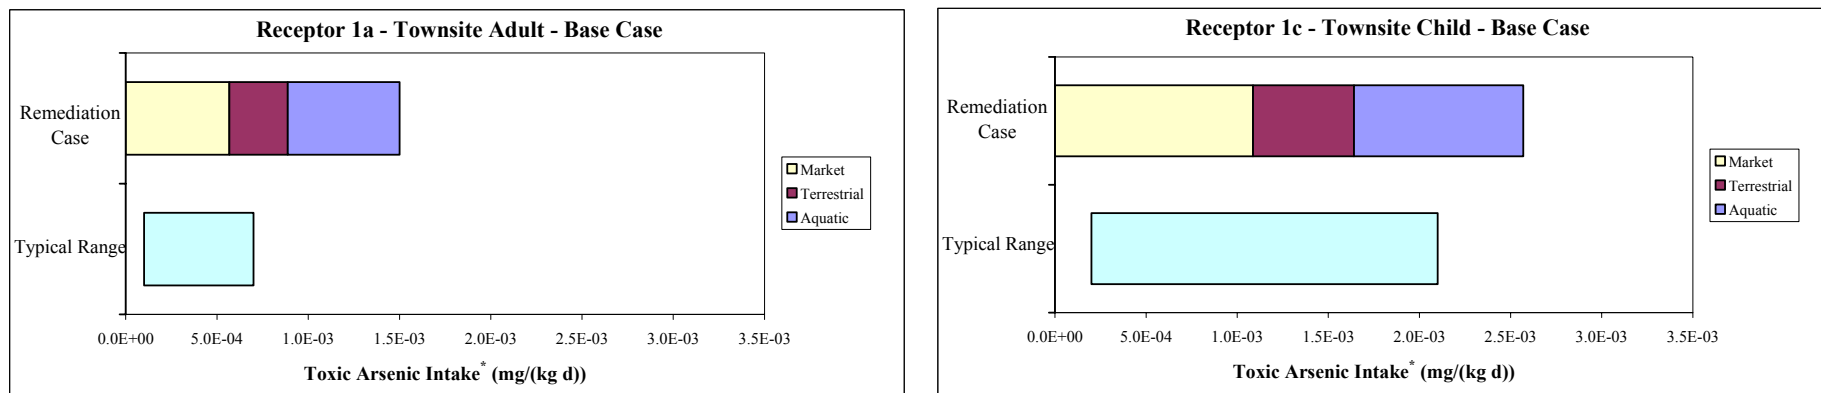 Receptor 1a - Townsite Adult - Base Case
Remediation
Case
Typical Range
Market
Terrestrial
Aquatic
0.0E+00 5.0E-04 1.0E-03 1.5E-03 2.0E-03 2.5E-03 3.0E-03 3.5E-03
Toxic Arsenic Intake* (mg/(kg d))
Receptor 1c - Townsite Child - Base Case
Remediation
Case
Typical Range
Market
Terrestrial
Aquatic
0.0E+00 5.0E-04 1.0E-03 1.5E-03 2.0E-03 2.5E-03 3.0E-03 3.5E-03
Toxic Arsenic Intake* (mg/(kg d))